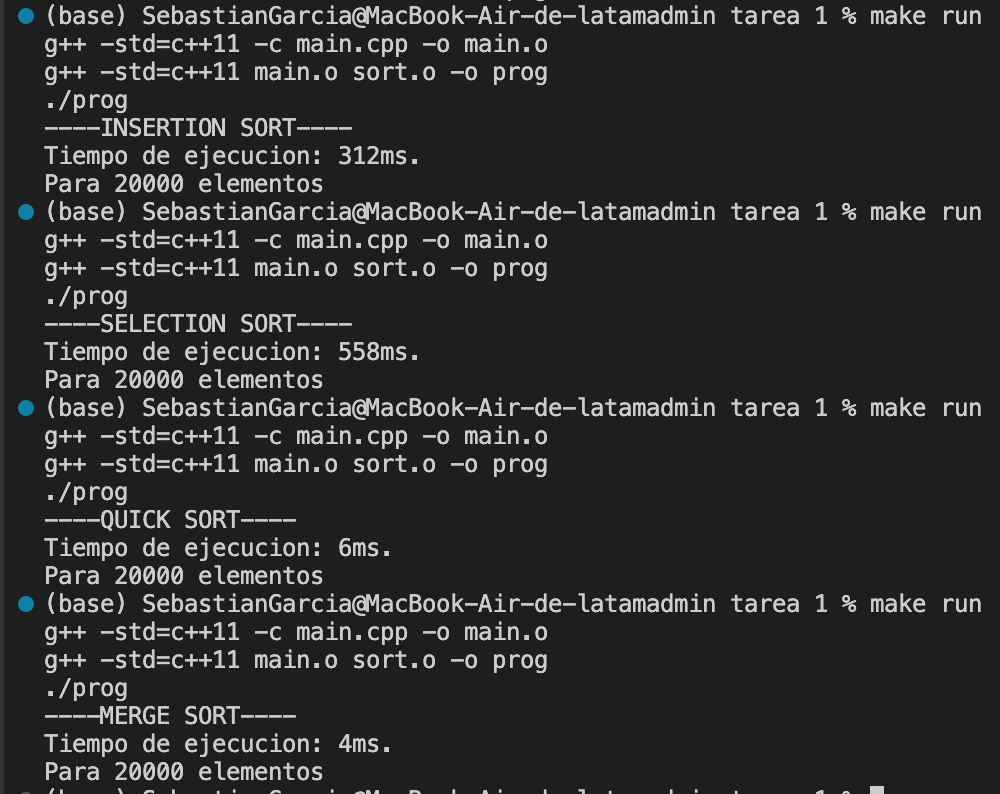 (base) SebastianGarcia@MacBook-Air-de-latamadmin tarea 1 % make run
g++ -std=c++11 -c main.cpp -o main.o
g++ -std=c++11 main.o sort.o -o prog
./prog
----INSERTION SORT----
Tiempo de ejecucion: 312ms.
Para 20000 elementos
(base) SebastianGarcia@MacBook-Air-de-latamadmin tarea 1 % make run
g++ -std=c++11 -c main.cpp -o main.o
g++ -std=c++11 main.o sort.o -o prog
./prog
----SELECTION SORT----
Tiempo de ejecucion: 558ms.
Para 20000 elementos
(base) SebastianGarcia@MacBook-Air-de-latamadmin tarea 1 % make run
g++ -std=c++11 -c main.cpp -o main.o
g++ -std=c++11 main.o sort.o -o prog
./prog
----QUICK SORT----
Tiempo de ejecucion: 6ms.
Para 20000 elementos
(base) SebastianGarcia@MacBook-Air-de-latamadmin tarea 1 % make run
g++ -std=c++11 -c main.cpp -o main.o
g++ -std=c++11 main.o sort.o -o prog
./prog
----MERGE SORT----
Tiempo de ejecucion: 4ms.
Para 20000 elementos